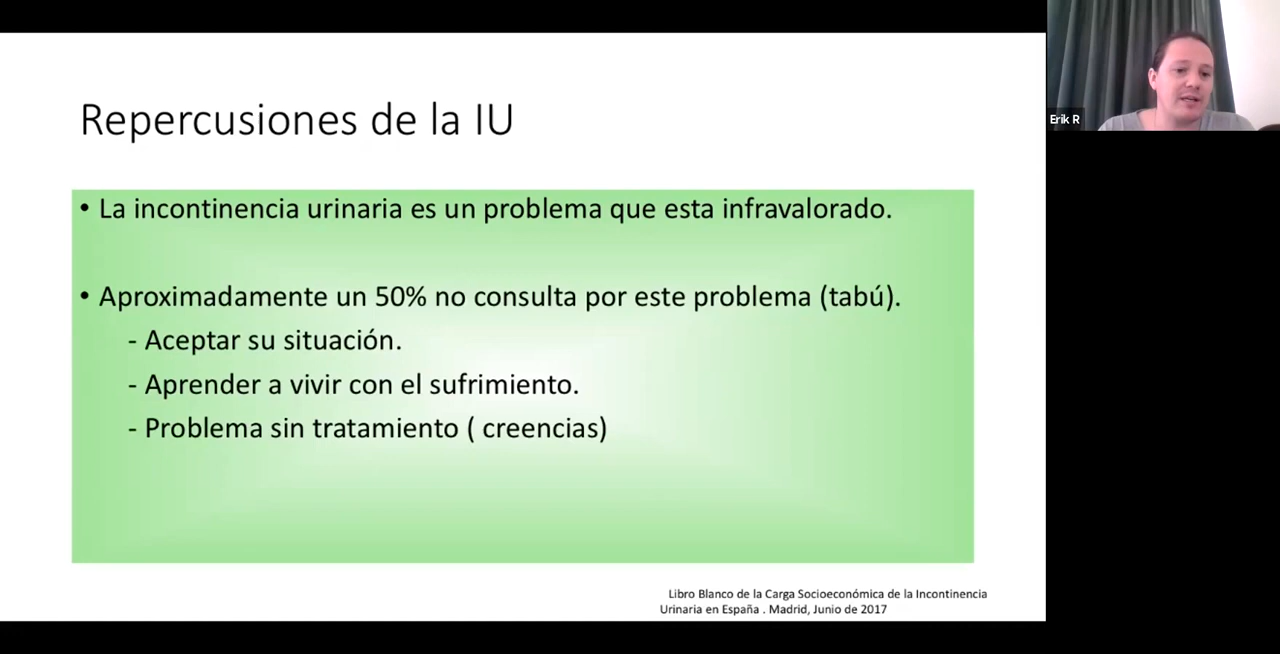 Repercusiones de la IU
• La incontinencia urinaria es un problema que esta infravalorado.
• Aproximadamente un 50% no consulta por este problema (tabú).
- Aceptar su situación.
- Aprender a vivir con el sufrimiento.
- Problema sin tratamiento ( creencias)
Libro Blanco de la Carga Socioeconómica de la Incontinencia
Urinaria en España . Madrid, Junio de 2017
Erik R